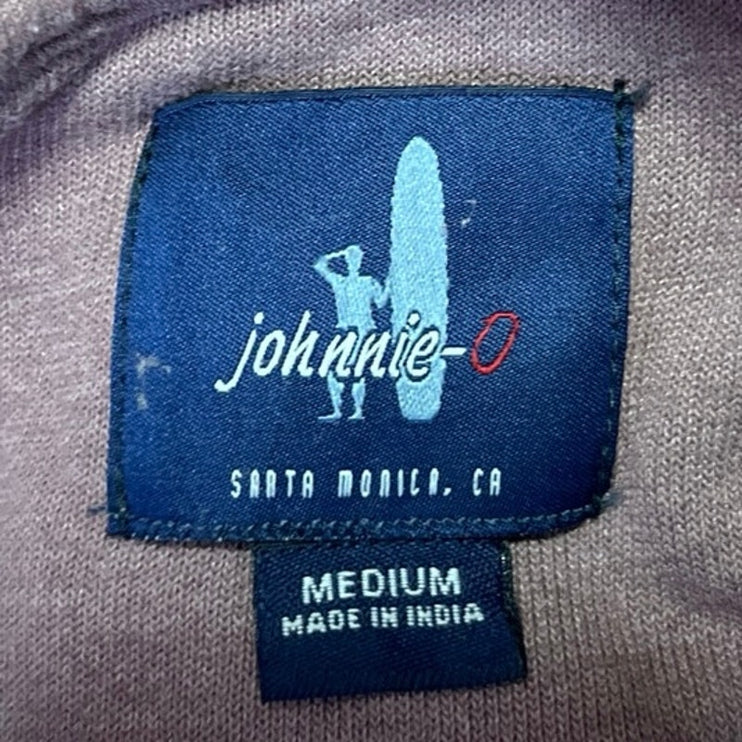 johnnie-O
SANTA MONICA, CA
MEDIUM
MADE IN INDIA